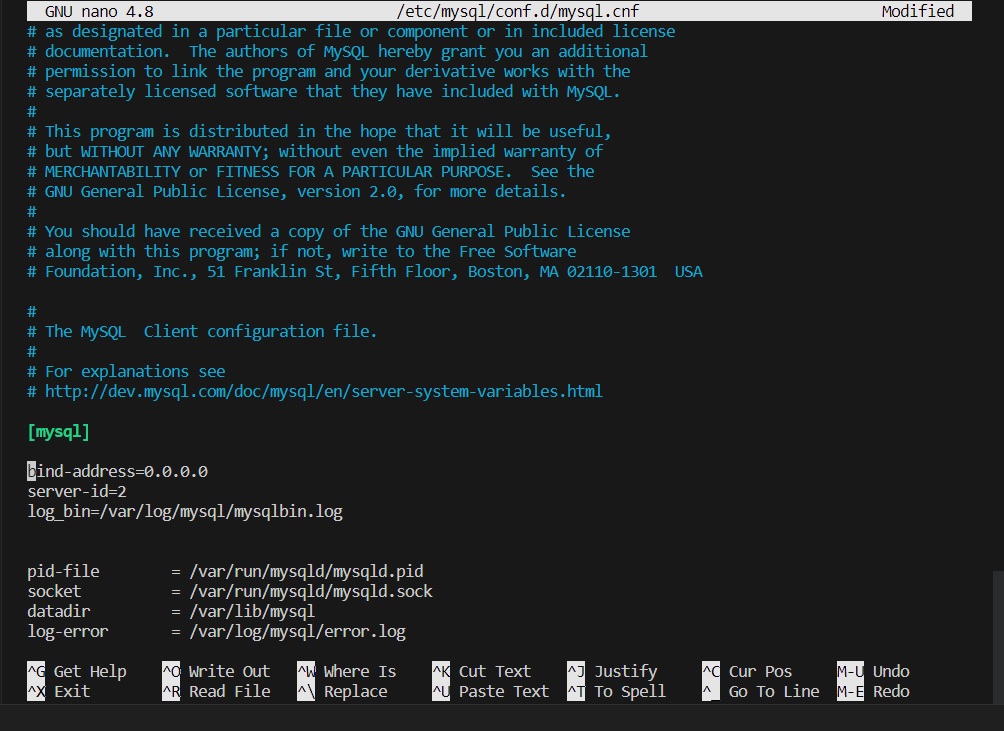 GNU nano 4.8 /etc/mysql/conf.d/mysql.cnf Modified
# as designated in a particular file or component or in included license
# documentation.  The authors of MySQL hereby grant you an additional
# permission to link the program and your derivative works with the
# separately licensed software that they have included with MySQL.
#
# This program is distributed in the hope that it will be useful,
# but WITHOUT ANY WARRANTY; without even the implied warranty of
# MERCHANTABILITY or FITNESS FOR A PARTICULAR PURPOSE.  See the
# GNU General Public License, version 2.0, for more details.
#
# You should have received a copy of the GNU General Public License
# along with this program; if not, write to the Free Software
# Foundation, Inc., 51 Franklin St, Fifth Floor, Boston, MA 02110-1301  USA
#
# The MySQL  Client configuration file.
#
# For explanations see
# http://dev.mysql.com/doc/mysql/en/server-system-variables.html
[mysql]
bind-address=0.0.0.0
server-id=2
log_bin=/var/log/mysql/mysqlbin.log
pid-file        = /var/run/mysqld/mysqld.pid
socket          = /var/run/mysqld/mysqld.sock
datadir         = /var/lib/mysql
log-error       = /var/log/mysql/error.log
^G Get Help ^O Write Out ^W Where Is ^K Cut Text ^J Justify ^C Cur Pos M-U Undo
^X Exit ^R Read File ^\ Replace ^U Paste Text ^T To Spell ^_ Go To Line M-E Redo